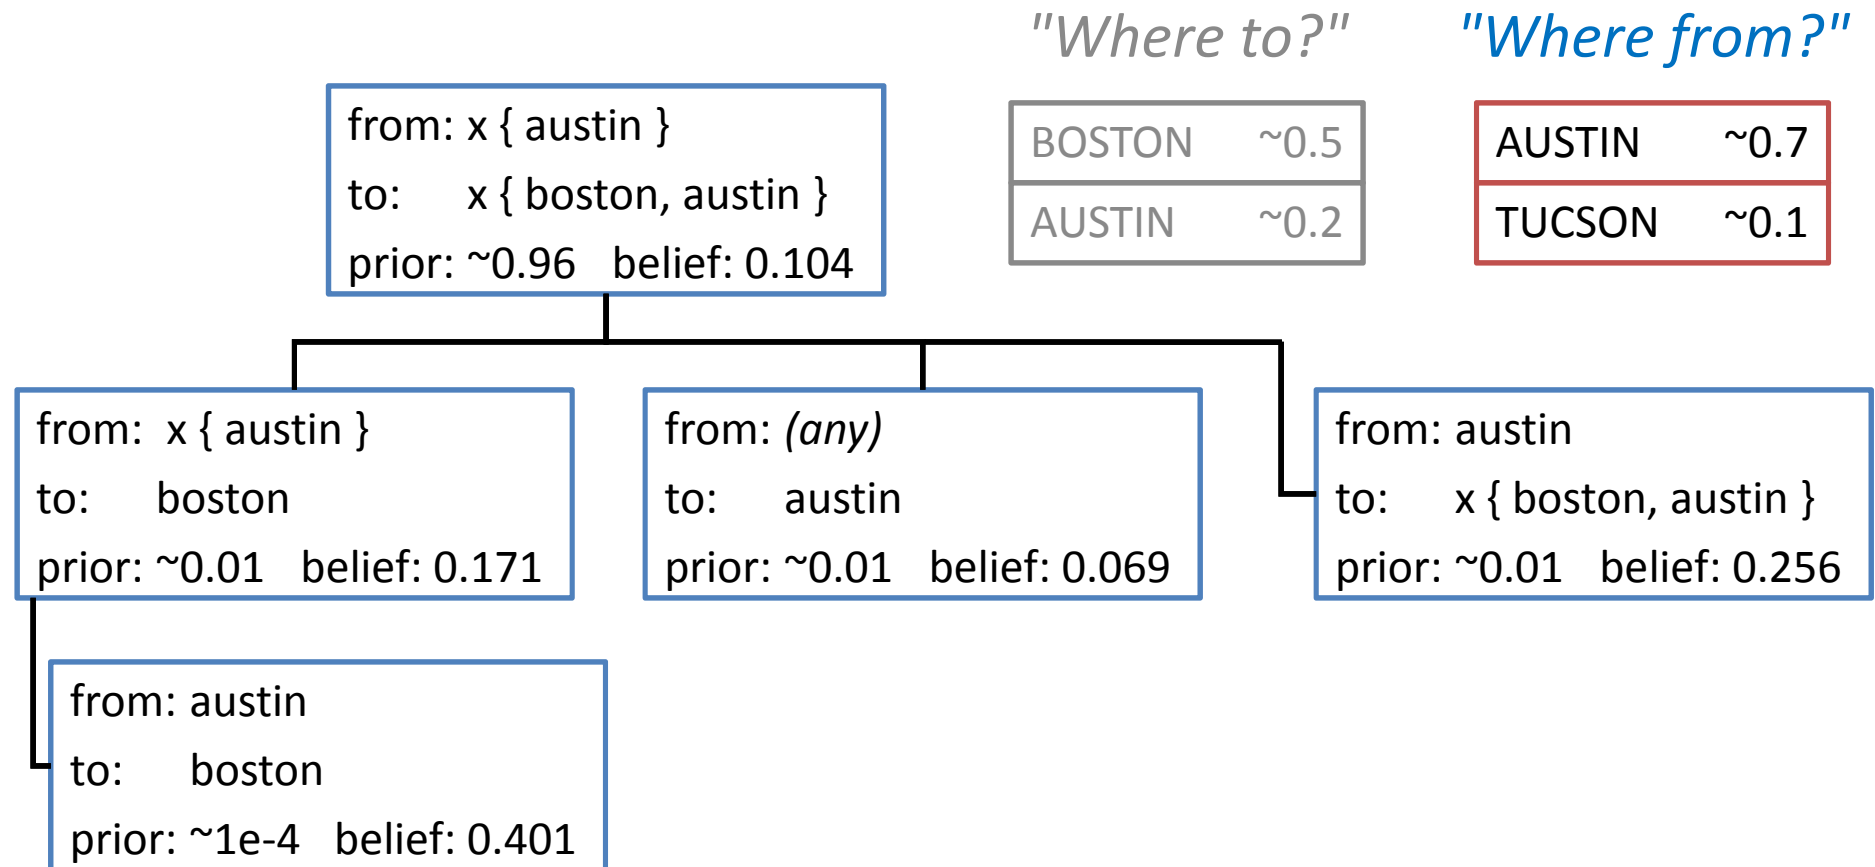 "Where to?" "Where from?"
BOSTON ~0.5
AUSTIN ~0.2
AUSTIN ~0.7
TUCSON ~0.1
from: x { austin }
to: x { boston, austin }
prior: ~0.96 belief: 0.104
from: x { austin }
to: boston
prior: ~0.01 belief: 0.171
from: (any)
to: austin
prior: ~0.01 belief: 0.069
from: austin
to: x { boston, austin }
prior: ~0.01 belief: 0.256
from: austin
to: boston
prior: ~1e-4 belief: 0.401